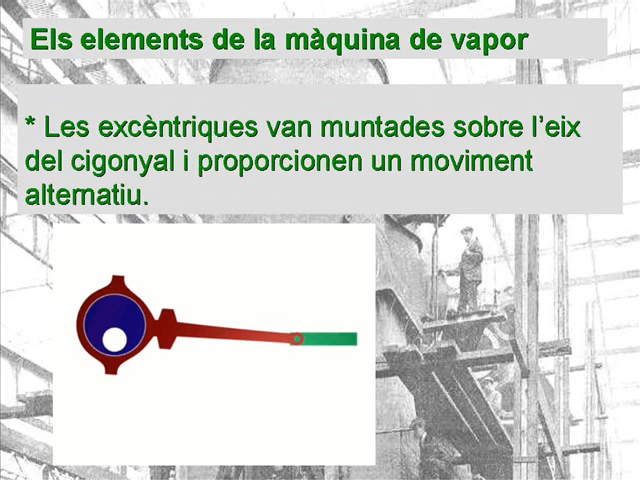 Els elements de la màquina de vapor
* Les excèntriques van muntades sobre l'eix
del cigonyal i proporcionen un moviment
alternatiu.